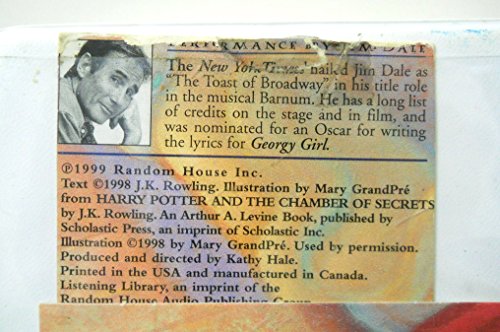 PERFORMANCE BY JIM DALE
The New York Times hailed Jim Dale as
"The Toast of Broadway" in his title role
in the musical Barnum. He has a long list
of credits on the stage and in film, and
was nominated for an Oscar for writing
the lyrics for Georgy Girl.
℗1999 Random House Inc.
Text ©1998 J.K. Rowling. Illustration by Mary GrandPré
from HARRY POTTER AND THE CHAMBER OF SECRETS
by J.K. Rowling. An Arthur A. Levine Book, published by
Scholastic Press, an imprint of Scholastic Inc.
Illustration ©1998 by Mary GrandPré. Used by permission.
Produced and directed by Kathy Hale.
Printed in the USA and manufactured in Canada.
Listening Library, an imprint of the
Random House Audio Publishing Group